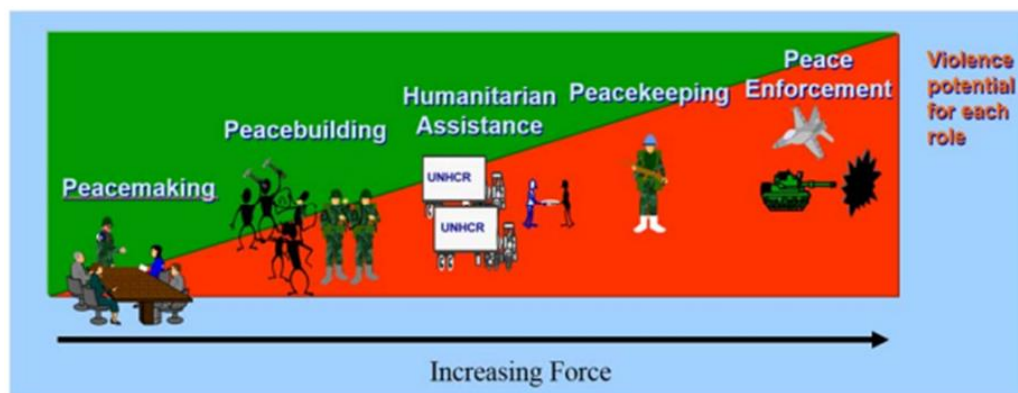 Peacemaking
Peacebuilding
Humanitarian
Assistance
Peacekeeping
Peace
Enforcement
Violence
potential
for each
role
UNHCR
UNHCR
Increasing Force